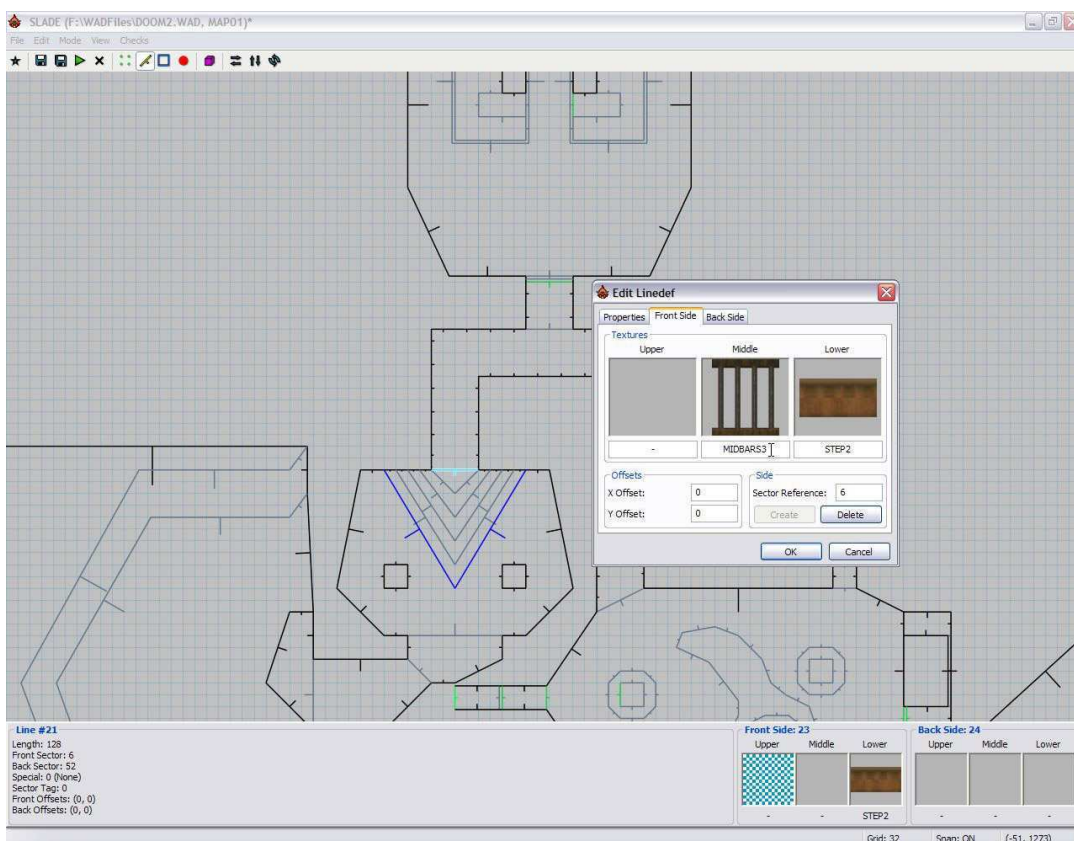 SLADE (F:\WADFiles\DOOM2.WAD, MAP01)*
File Edit Mode View Checks
Edit Linedef
Properties Front Side Back Side
Textures
Upper Middle Lower
- MIDBARS3 STEP2
Offsets Side
X Offset: 0 Sector Reference: 6
Y Offset: 0 Create Delete
OK Cancel
Line #21
Length: 128
Front Sector: 6
Back Sector: 52
Special: 0 (None)
Sector Tag: 0
Front Offsets: (0, 0)
Back Offsets: (0, 0)
Front Side: 23
Upper Middle Lower
- - STEP2
Back Side: 24
Upper Middle Lower
- - -
Grid: 32 Snap: ON (-51, 1273)